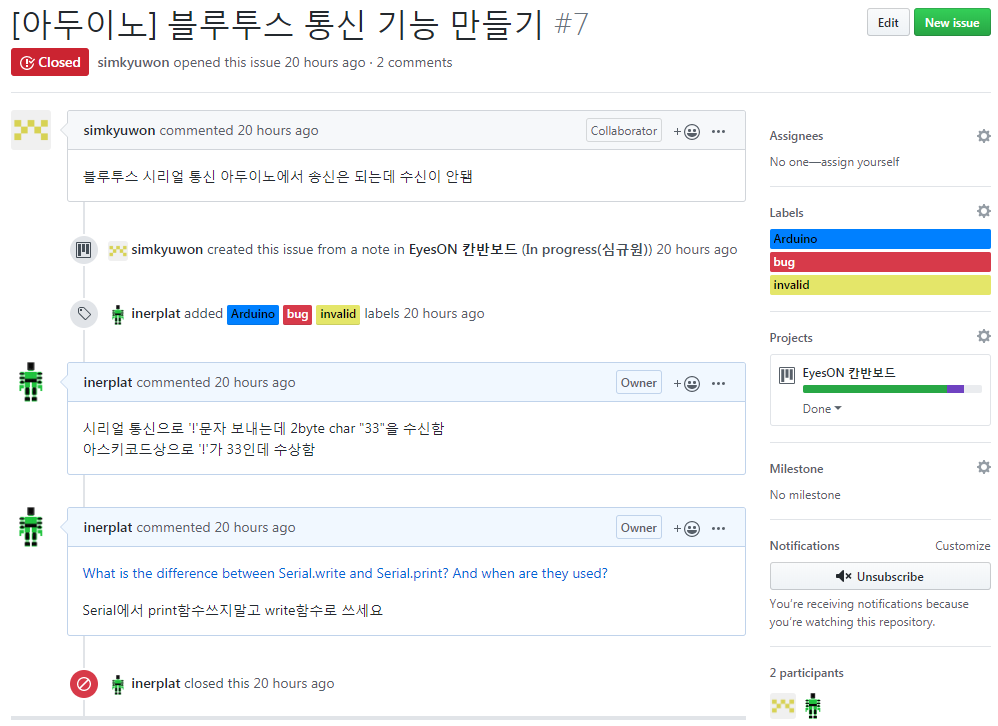 [아두이노] 블루투스 통신 기능 만들기 #7
Edit
New issue
Closed
simkyuwon opened this issue 20 hours ago · 2 comments
simkyuwon commented 20 hours ago
Collaborator
블루투스 시리얼 통신 아두이노에서 송신은 되는데 수신이 안됌
simkyuwon created this issue from a note in EyesON 칸반보드 (In progress(심규원)) 20 hours ago
inerplat added Arduino bug invalid labels 20 hours ago
inerplat commented 20 hours ago
Owner
시리얼 통신으로 '!'문자 보내는데 2byte char "33"을 수신함
아스키코드상으로 '!'가 33인데 수상함
inerplat commented 20 hours ago
Owner
What is the difference between Serial.write and Serial.print? And when are they used?
Serial에서 print함수쓰지말고 write함수로 쓰세요
inerplat closed this 20 hours ago
Assignees
No one—assign yourself
Labels
Arduino
bug
invalid
Projects
EyesON 칸반보드
Done
Milestone
No milestone
Notifications
Customize
Unsubscribe
You're receiving notifications because
you're watching this repository.
2 participants